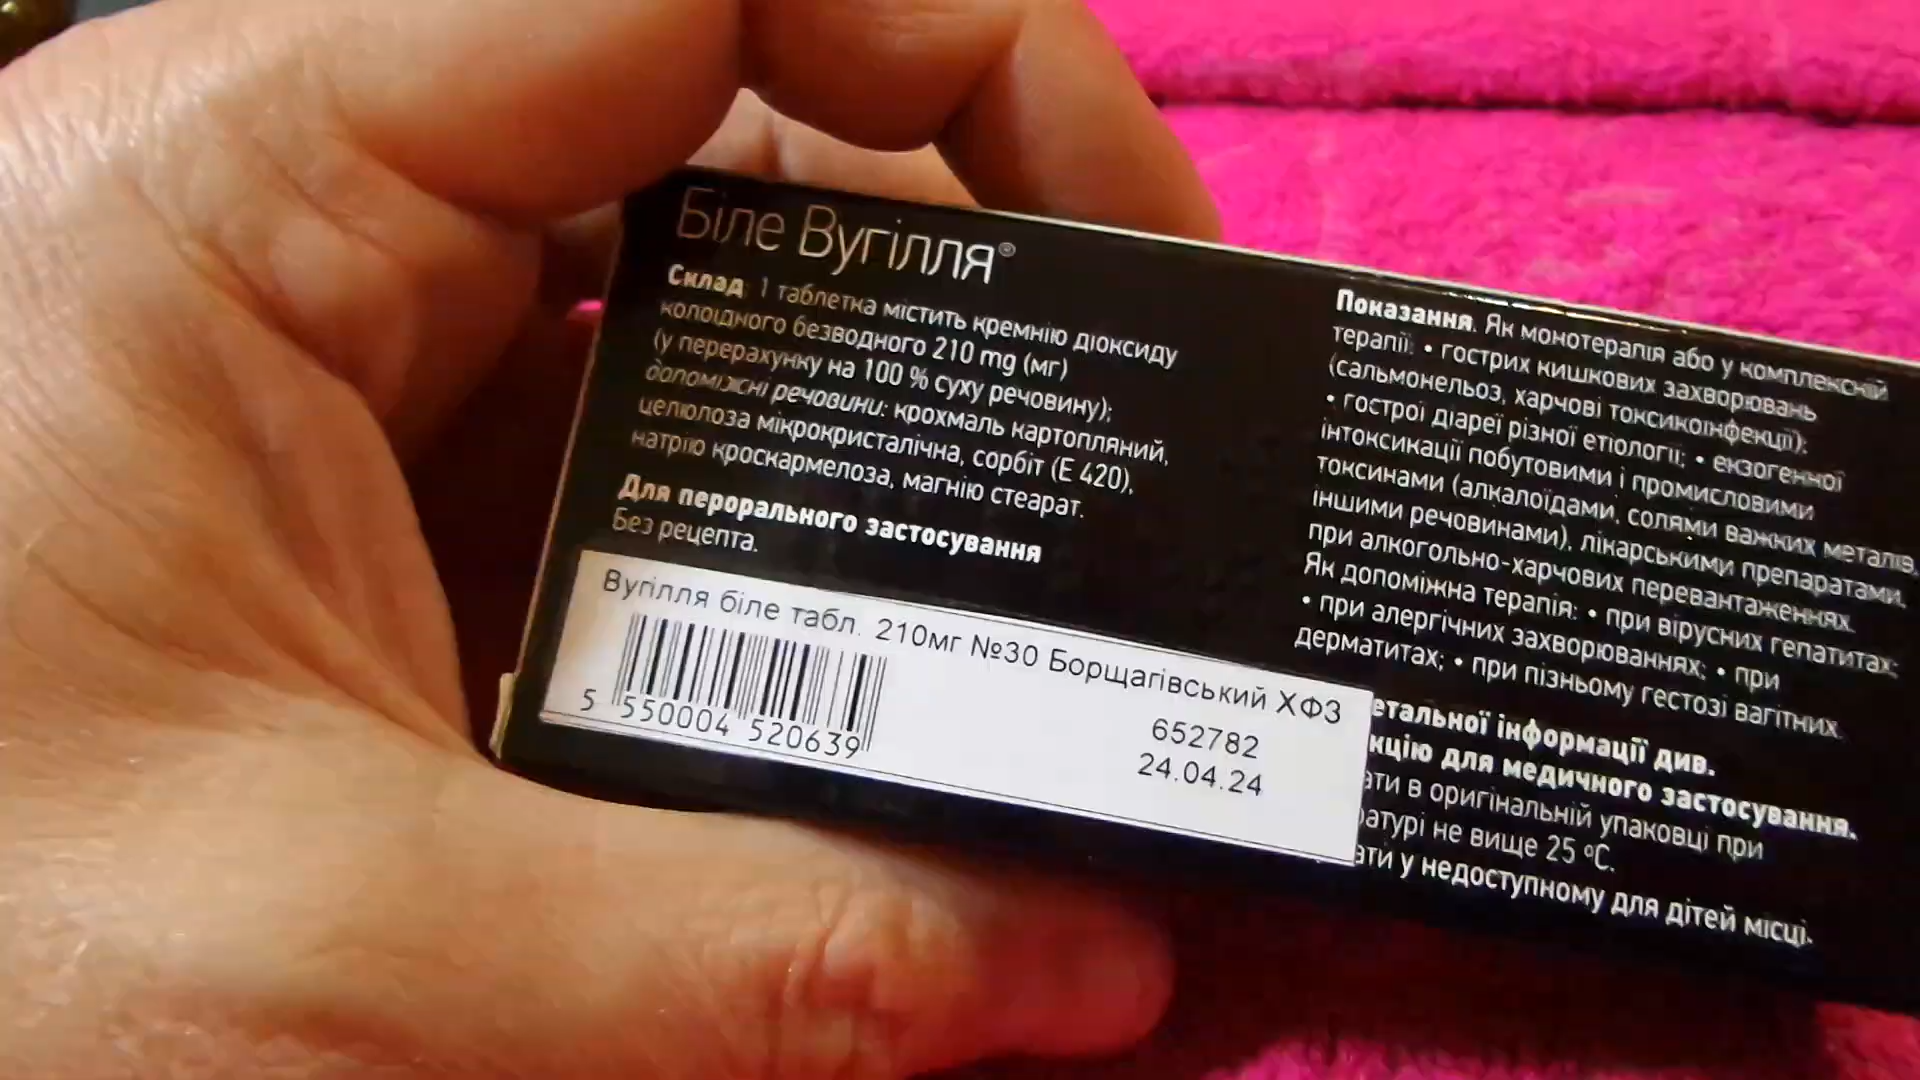 Біле Вугілля®
Склад: 1 таблетка містить кремнію діоксиду
колоїдного безводного 210 mg (мг)
(у перерахунку на 100 % суху речовину);
допоміжні речовини: крохмаль картопляний,
целюлоза мікрокристалічна, сорбіт (E 420),
натрію кроскармелоза, магнію стеарат.
Для перорального застосування
Без рецепта.
Вугілля біле табл. 210мг №30 Борщагівський ХФЗ
5 550004 520639
652782
24.04.24
Показання. Як монотерапія або у комплексній
терапії: • гострих кишкових захворювань
(сальмонельоз, харчові токсикоінфекції);
• гострої діареї різної етіології; • екзогенної
інтоксикації побутовими і промисловими
токсинами (алкалоїдами, солями важких металів,
іншими речовинами), лікарськими препаратами,
при алкогольно-харчових перевантаженнях.
Як допоміжна терапія: • при вірусних гепатитах;
• при алергічних захворюваннях; • при
дерматитах; • при пізньому гестозі вагітних.
етальної інформації див.
кцію для медичного застосування.
ати в оригінальній упаковці при
ратурі не вище 25 °C.
ати у недоступному для дітей місці.